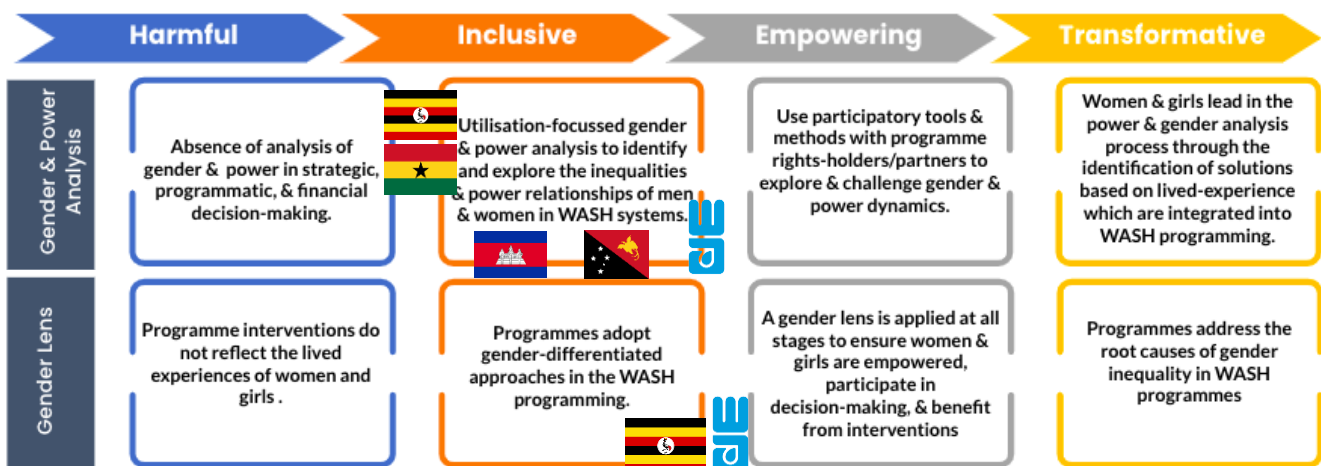 Harmful
Inclusive
Empowering
Transformative
Gender & Power
Analysis
Absence of analysis of
gender & power in strategic,
programmatic, & financial
decision-making.
Utilisation-focussed gender
& power analysis to identify
and explore the inequalities
& power relationships of men
& women in WASH systems.
Use participatory tools &
methods with programme
rights-holders/partners to
explore & challenge gender &
power dynamics.
Women & girls lead in the
power & gender analysis
process through the
identification of solutions
based on lived-experience
which are integrated into
WASH programming.
Gender Lens
Programme interventions do
not reflect the lived
experiences of women and
girls .
Programmes adopt
gender-differentiated
approaches in the WASH
programming.
A gender lens is applied at all
stages to ensure women &
girls are empowered,
participate in
decision-making, & benefit
from interventions
Programmes address the
root causes of gender
inequality in WASH
programmes